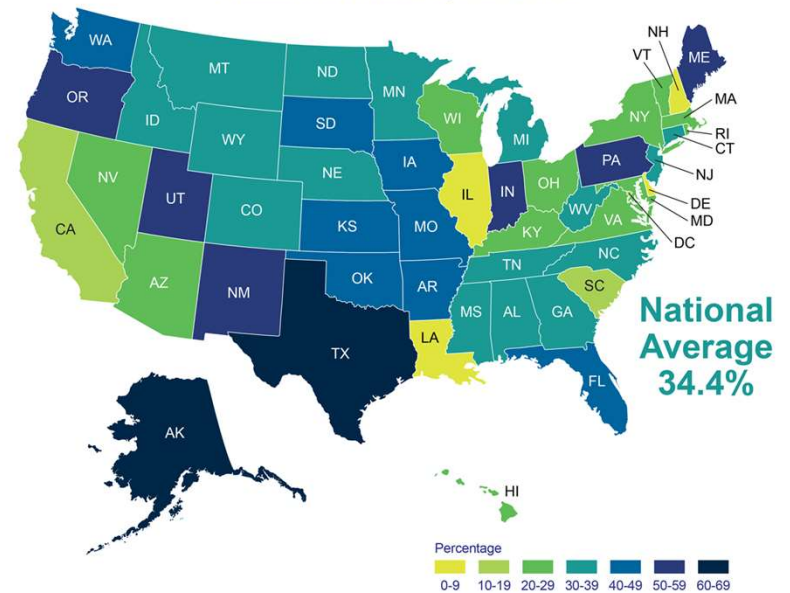 NH
WA
ME
VT
MT
ND
OR
MN
MA
ID
NY
WI
SD
RI
MI
CT
WY
PA
IA
NJ
NE
OH
NV
IL
IN
UT
DE
WV
CO
MD
CA
KS
MO
VA
KY
DC
NC
TN
OK
AZ
NM
AR
SC
MS
AL
GA
LA
TX
FL
National
Average
34.4%
AK
HI
Percentage
0-9 10-19 20-29 30-39 40-49 50-59 60-69